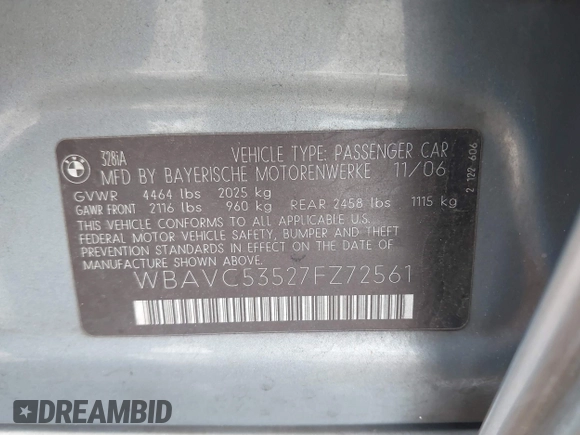 BMW
328iA
VEHICLE TYPE: PASSENGER CAR
MFD BY BAYERISCHE MOTORENWERKE 11/06
GVWR 4464 lbs 2025 kg
GAWR FRONT 2116 lbs 960 kg REAR 2458 lbs 1115 kg
THIS VEHICLE CONFORMS TO ALL APPLICABLE U.S.
FEDERAL MOTOR VEHICLE SAFETY, BUMPER AND THEFT
PREVENTION STANDARDS IN EFFECT ON THE DATE OF
MANUFACTURE SHOWN ABOVE.
WBAVC53527FZ72561
2 122 606
DREAMBID